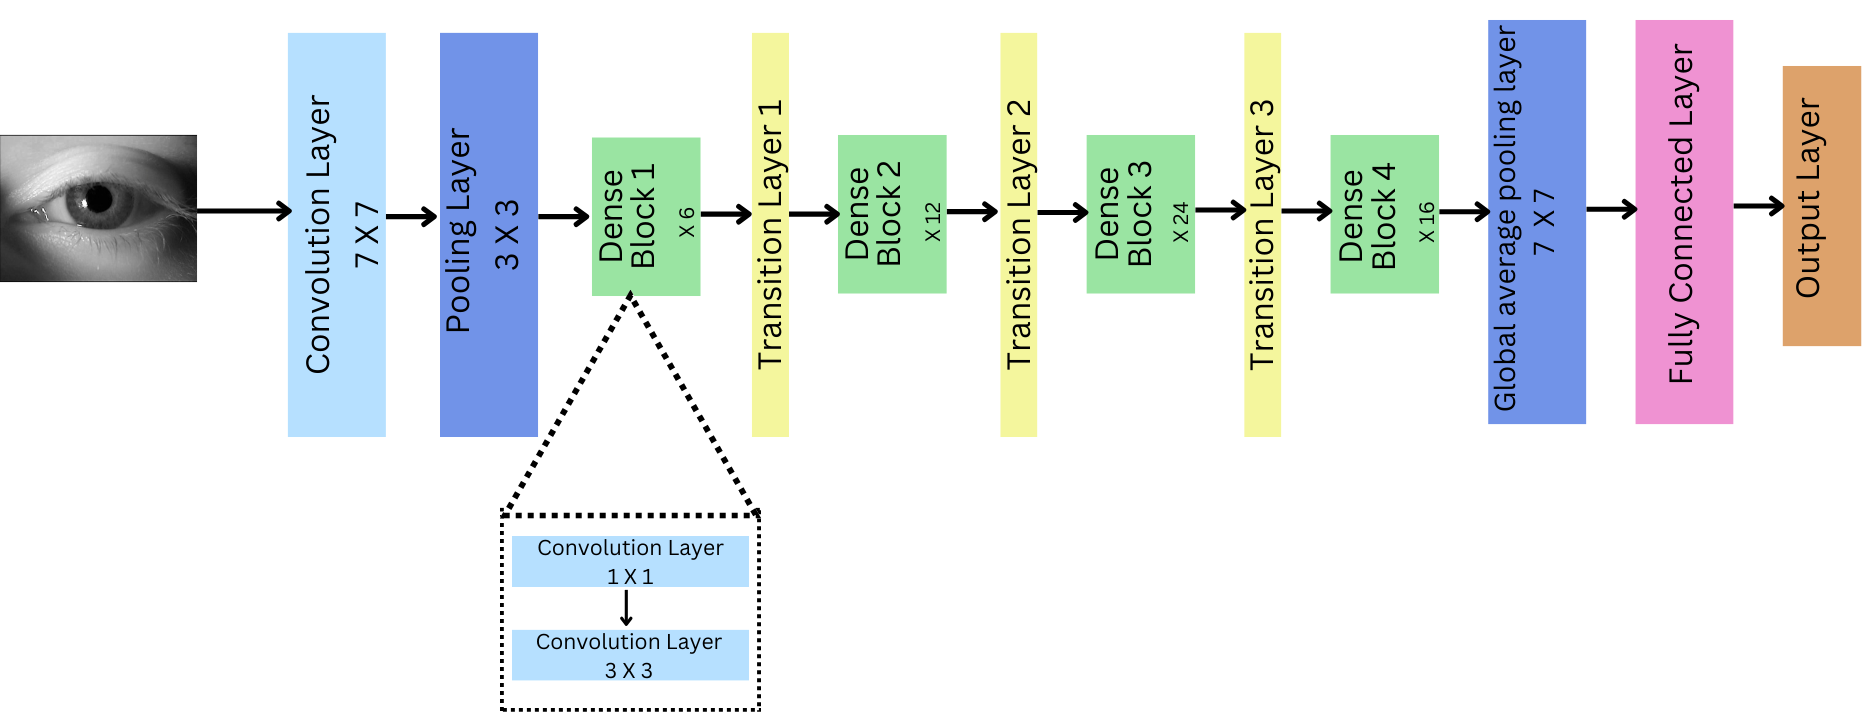 Convolution Layer
7 X 7
Pooling Layer
3 X 3
Dense
Block 1
X 6
Transition Layer 1
Dense
Block 2
X 12
Transition Layer 2
Dense
Block 3
X 24
Transition Layer 3
Dense
Block 4
X 16
Global average pooling layer
7 X 7
Fully Connected Layer
Output Layer
Convolution Layer
1 X 1
Convolution Layer
3 X 3